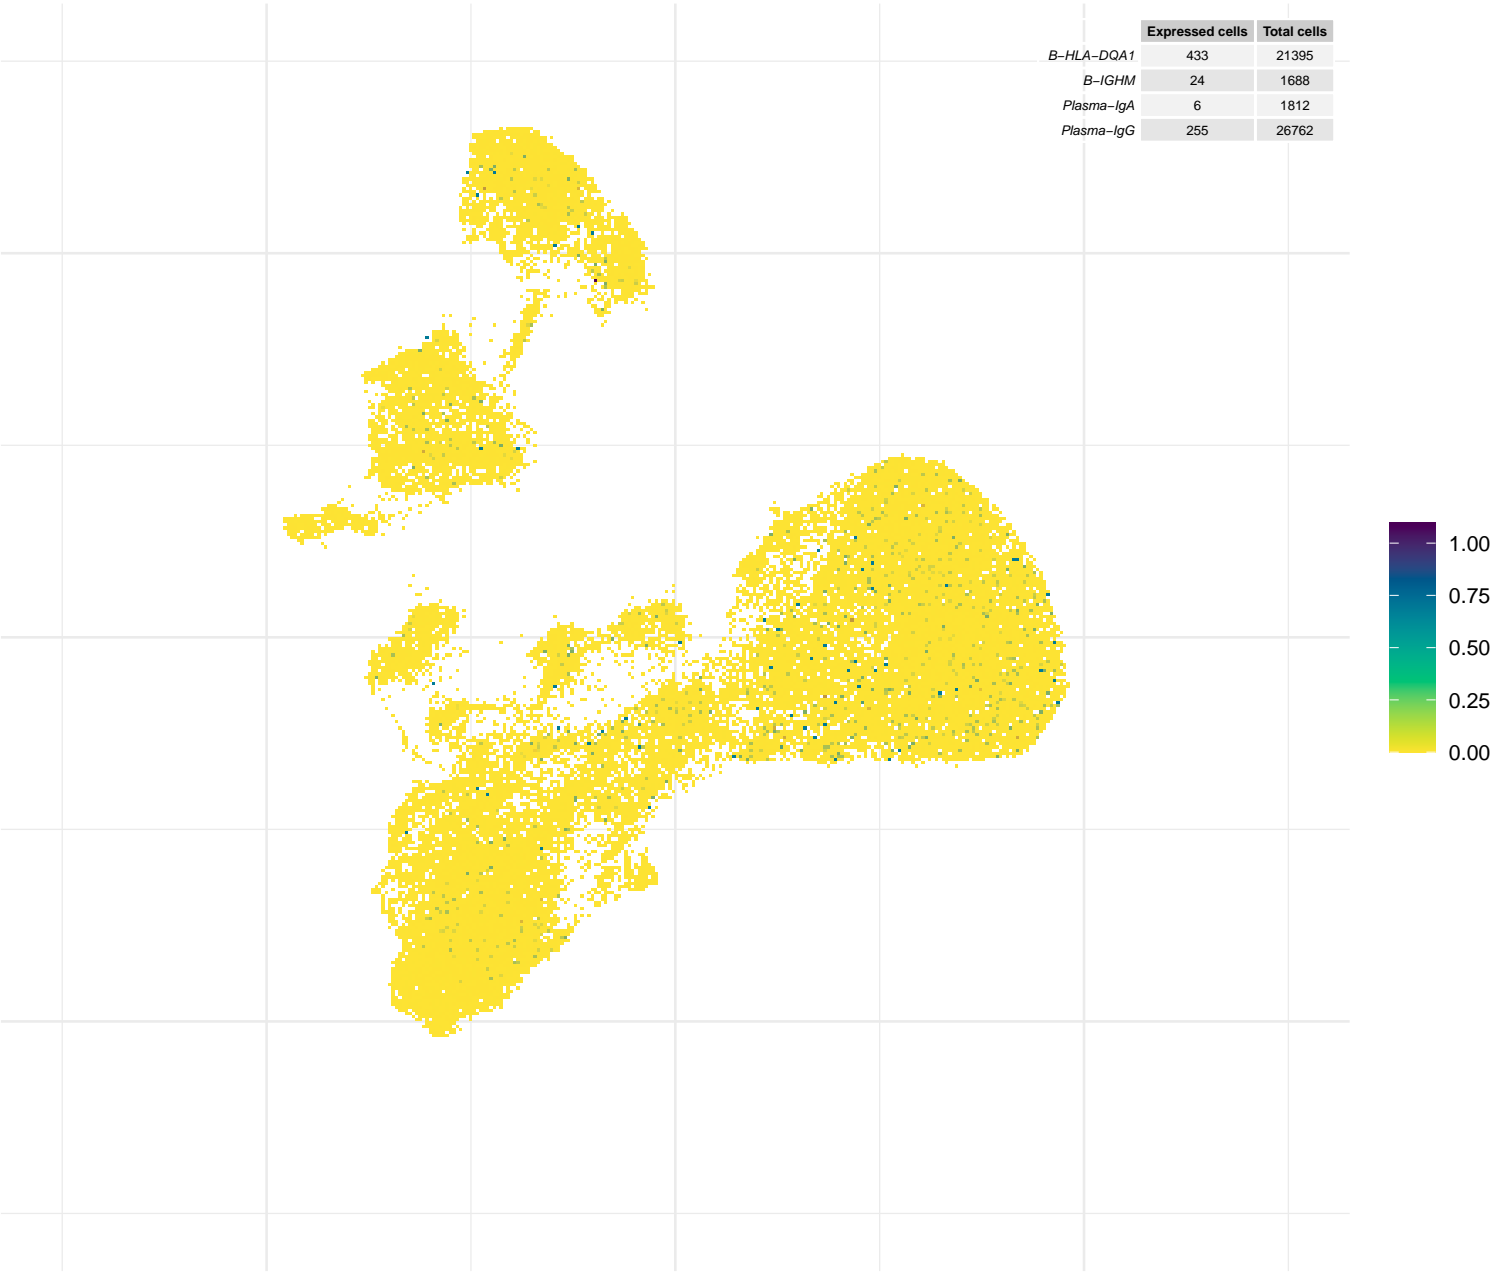 Expressed cells Total cells
B−HLA−DQA1 433 21395
B−IGHM 24 1688
Plasma−IgA 6 1812
Plasma−IgG 255 26762
1.00
0.75
0.50
0.25
0.00